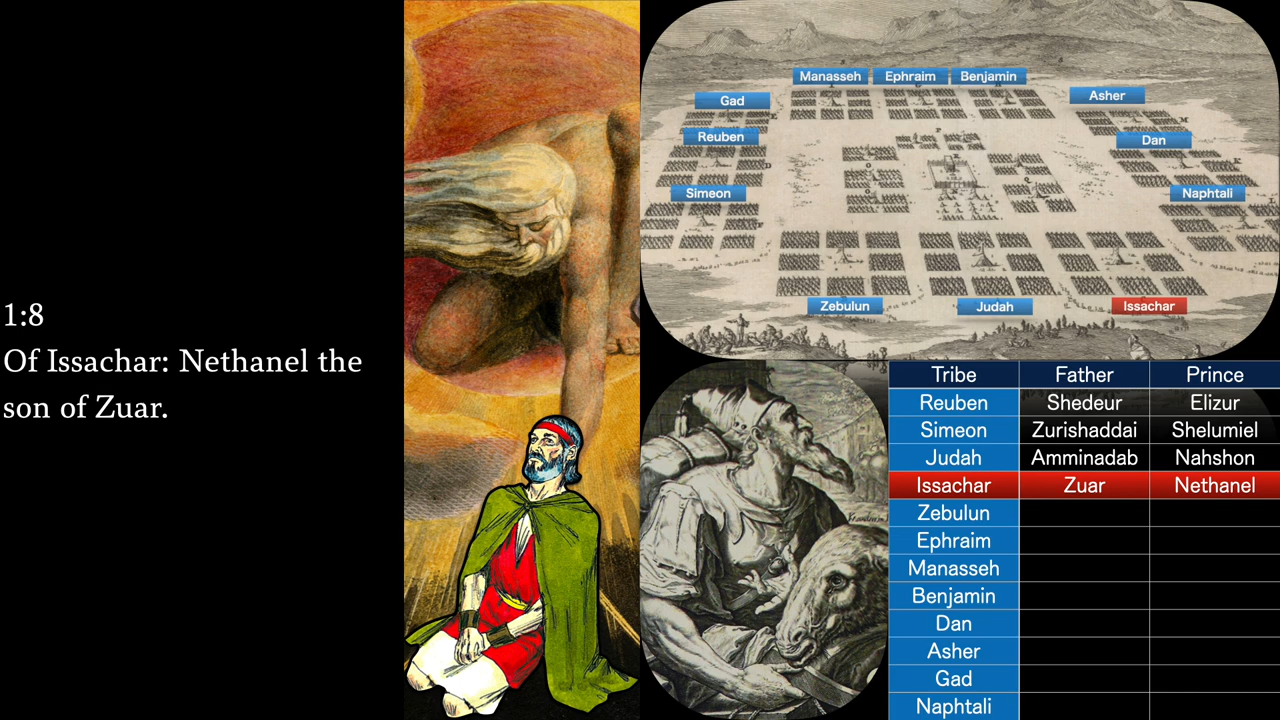 1:8
Of Issachar: Nethanel the
son of Zuar.
Manasseh Ephraim Benjamin
Gad
Asher
Reuben
Dan
Simeon
Naphtali
Zebulun
Judah
Issachar
Tribe Father Prince
Reuben Shedeur Elizur
Simeon Zurishaddai Shelumiel
Judah Amminadab Nahshon
Issachar Zuar Nethanel
Zebulun
Ephraim
Manasseh
Benjamin
Dan
Asher
Gad
Naphtali